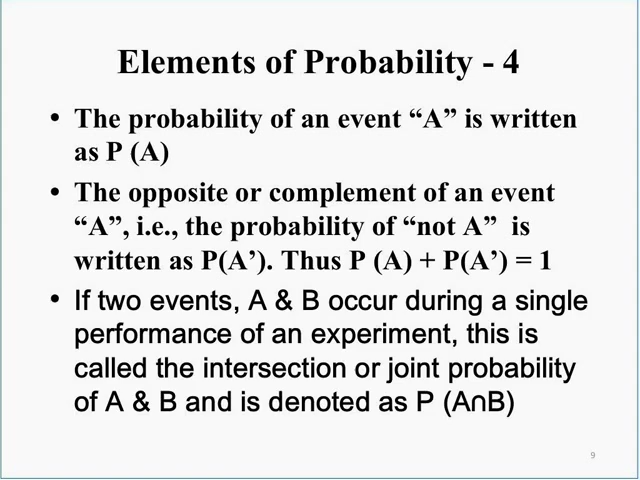 Elements of Probability - 4
• The probability of an event “A” is written
as P (A)
• The opposite or complement of an event
“A”, i.e., the probability of “not A”  is
written as P(A’). Thus P (A) + P(A’) = 1
• If two events, A & B occur during a single
performance of an experiment, this is
called the intersection or joint probability
of A & B and is denoted as P (A∩B)
9